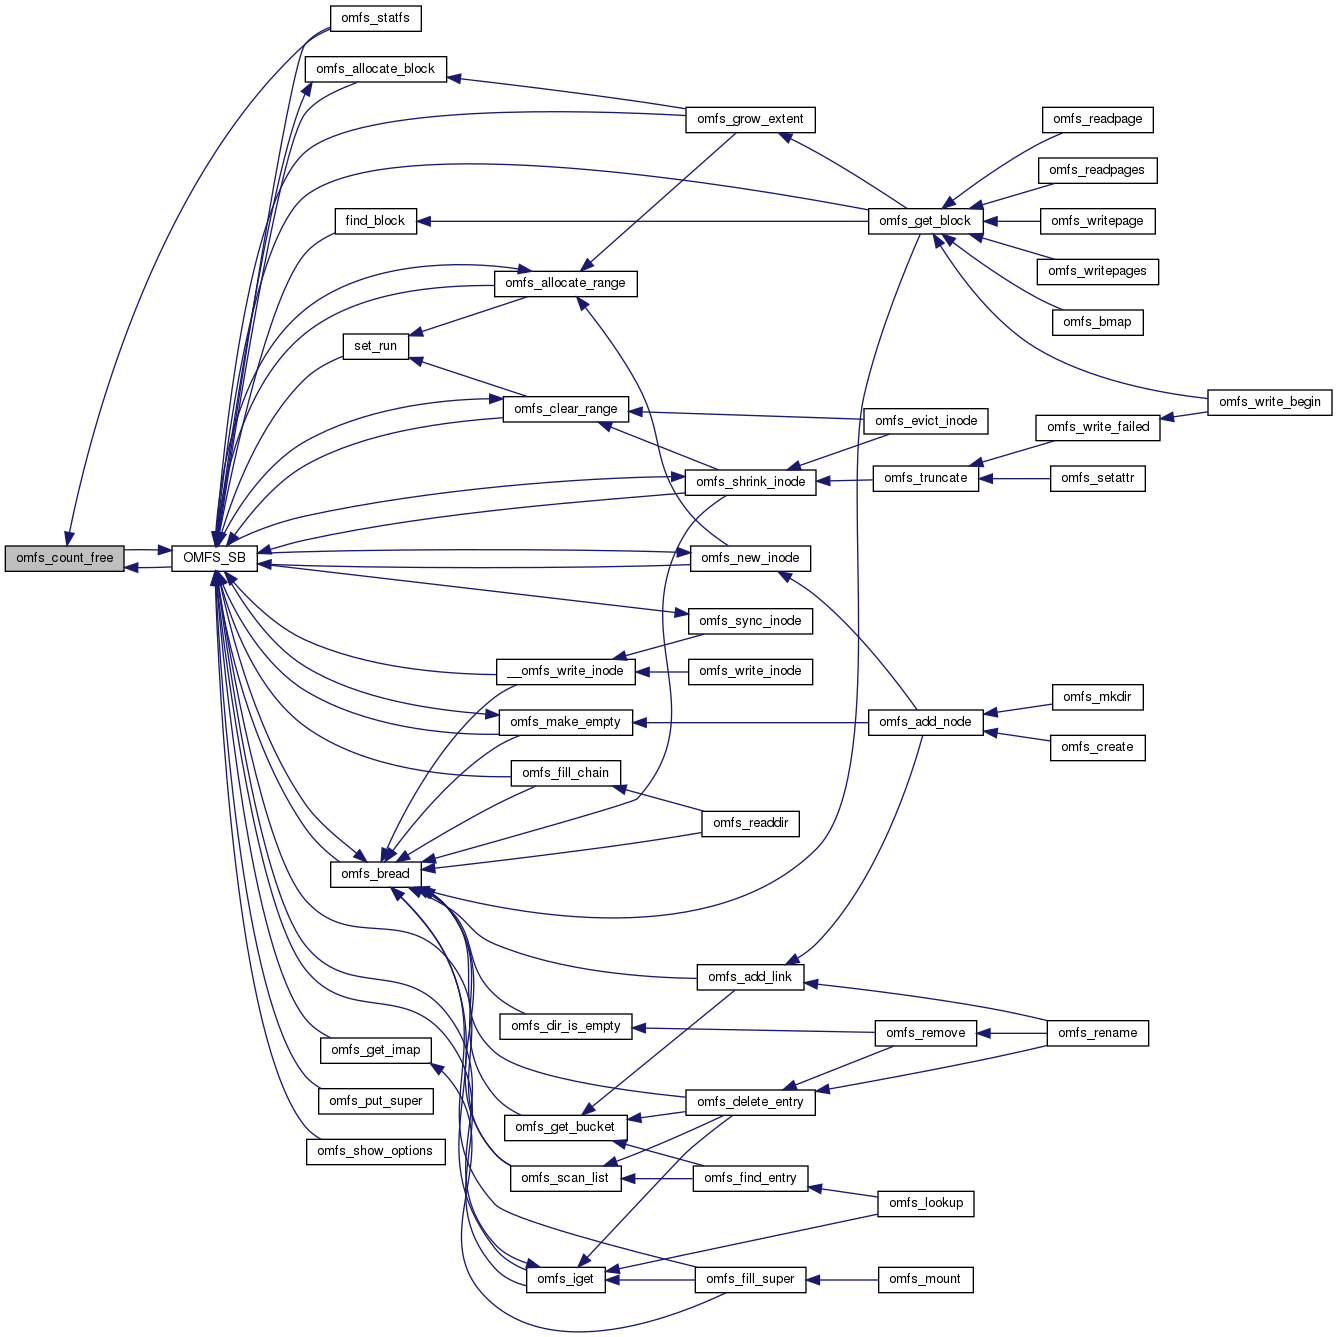 omfs_statfs
omfs_allocate_block
omfs_grow_extent
omfs_readpage
omfs_readpages
find_block
omfs_get_block
omfs_writepage
omfs_writepages
omfs_allocate_range
omfs_bmap
set_run
omfs_clear_range
omfs_evict_inode
omfs_write_failed
omfs_write_begin
omfs_shrink_inode
omfs_truncate
omfs_setattr
omfs_count_free
OMFS_SB
omfs_new_inode
omfs_sync_inode
__omfs_write_inode
omfs_write_inode
omfs_mkdir
omfs_make_empty
omfs_add_node
omfs_create
omfs_fill_chain
omfs_readdir
omfs_bread
omfs_add_link
omfs_dir_is_empty
omfs_remove
omfs_rename
omfs_get_imap
omfs_put_super
omfs_delete_entry
omfs_get_bucket
omfs_show_options
omfs_scan_list
omfs_find_entry
omfs_lookup
omfs_iget
omfs_fill_super
omfs_mount